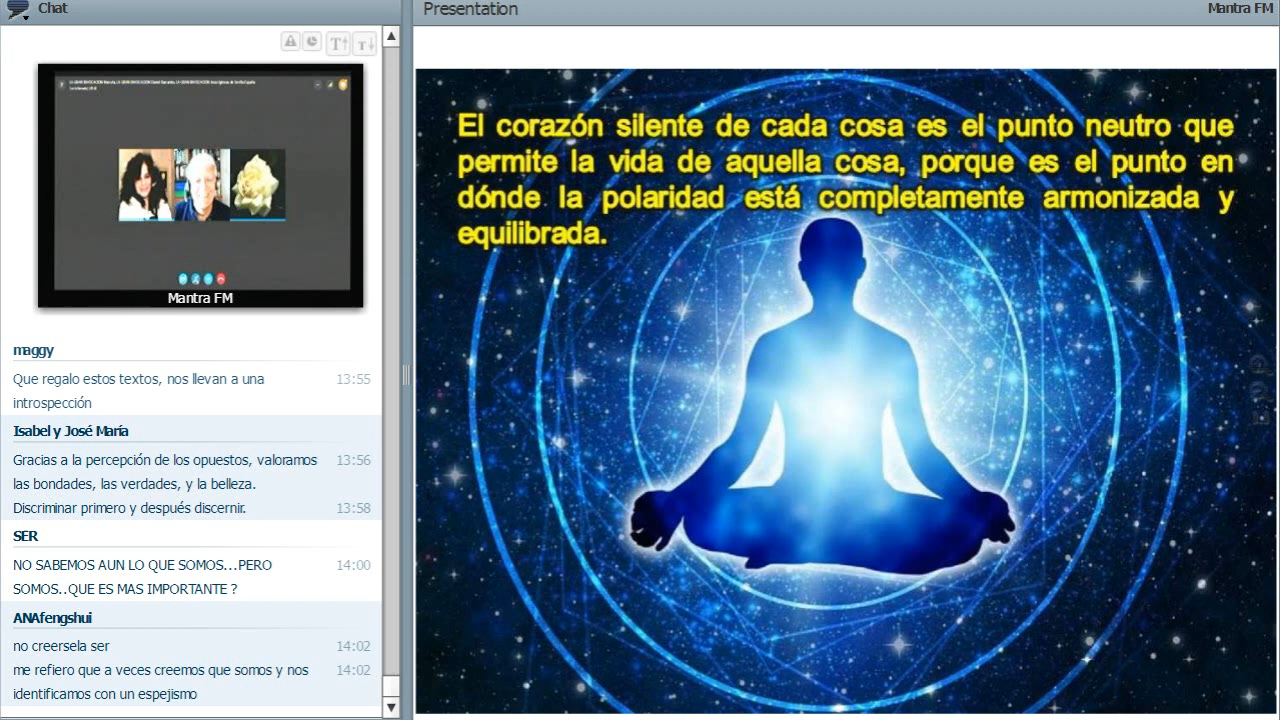 Chat
Mantra FM
maggy
Que regalo estos textos, nos llevan a una 13:55
introspección
Isabel y José María
Gracias a la percepción de los opuestos, valoramos 13:56
las bondades, las verdades, y la belleza.
Discriminar primero y después discernir. 13:58
SER
NO SABEMOS AUN LO QUE SOMOS...PERO 14:00
SOMOS..QUE ES MAS IMPORTANTE ?
ANAfengshui
no creersela ser 14:02
me refiero que a veces creemos que somos y nos 14:02
identificamos con un espejismo
Presentation Mantra FM
El corazón silente de cada cosa es el punto neutro que
permite la vida de aquella cosa, porque es el punto en
dónde la polaridad está completamente armonizada y
equilibrada.